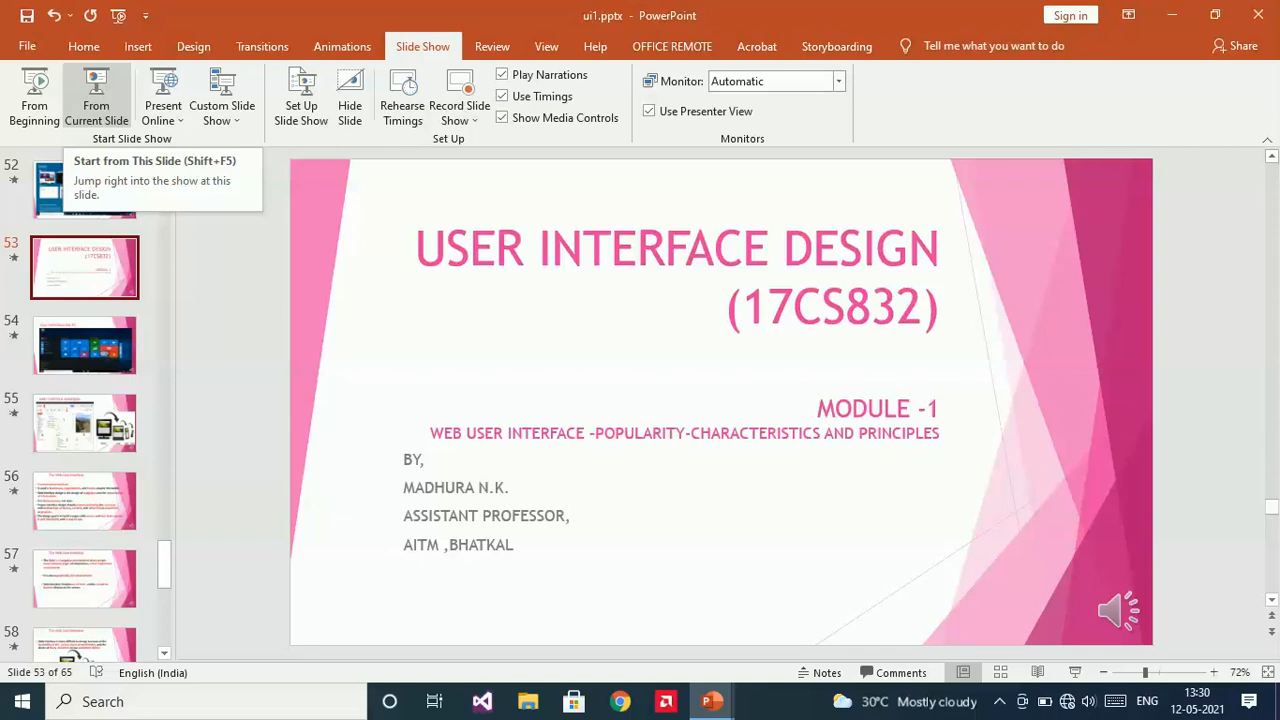 ui1.pptx - PowerPoint
Sign in
File Home Insert Design Transitions Animations Slide Show Review View Help OFFICE REMOTE Acrobat Storyboarding Tell me what you want to do Share
From Beginning
From Current Slide
Present Online
Custom Slide Show
Start Slide Show
Set Up Slide Show
Hide Slide
Rehearse Timings
Record Slide Show
Play Narrations
Use Timings
Show Media Controls
Set Up
Monitor: Automatic
Use Presenter View
Monitors
Start from This Slide (Shift+F5)
Jump right into the show at this
slide.
52
53
USER INTERFACE DESIGN
(17CS832)
54
55
56
57
58
USER INTERFACE DESIGN
(17CS832)
MODULE -1
WEB USER INTERFACE –POPULARITY-CHARACTERISTICS AND PRINCIPLES
BY,
MADHURA N K
ASSISTANT PROFESSOR,
AITM ,BHATKAL
Slide 53 of 65 English (India) Notes Comments 72%
Search
30°C Mostly cloudy
ENG
13:30
12-05-2021